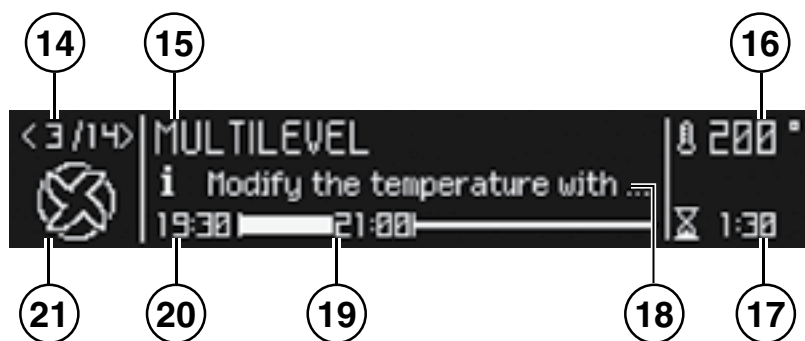 14 15 16
< 3 /14> MULTILEVEL 200°
i Modify the temperature with ...
19:30 21:00 1:30
21 20 19 18 17